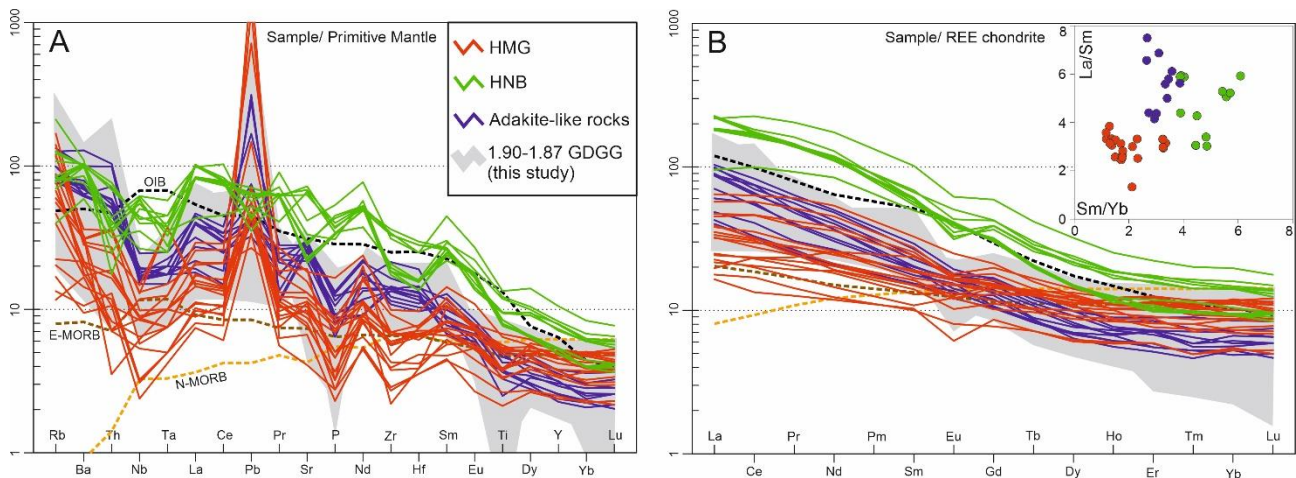 A
Sample/ Primitive Mantle
1000
100
10
1
HMG
HNB
Adakite-like rocks
1.90-1.87 GDGG
(this study)
OIB
E-MORB
N-MORB
Rb Th Ta Ce Pr P Zr Sm Ti Y Lu
Ba Nb La Pb Sr Nd Hf Eu Dy Yb
B
Sample/ REE chondrite
1000
100
10
1
La/Sm
8
6
4
2
0
Sm/Yb
0 2 4 6 8
La Pr Pm Eu Tb Ho Tm Lu
Ce Nd Sm Gd Dy Er Yb